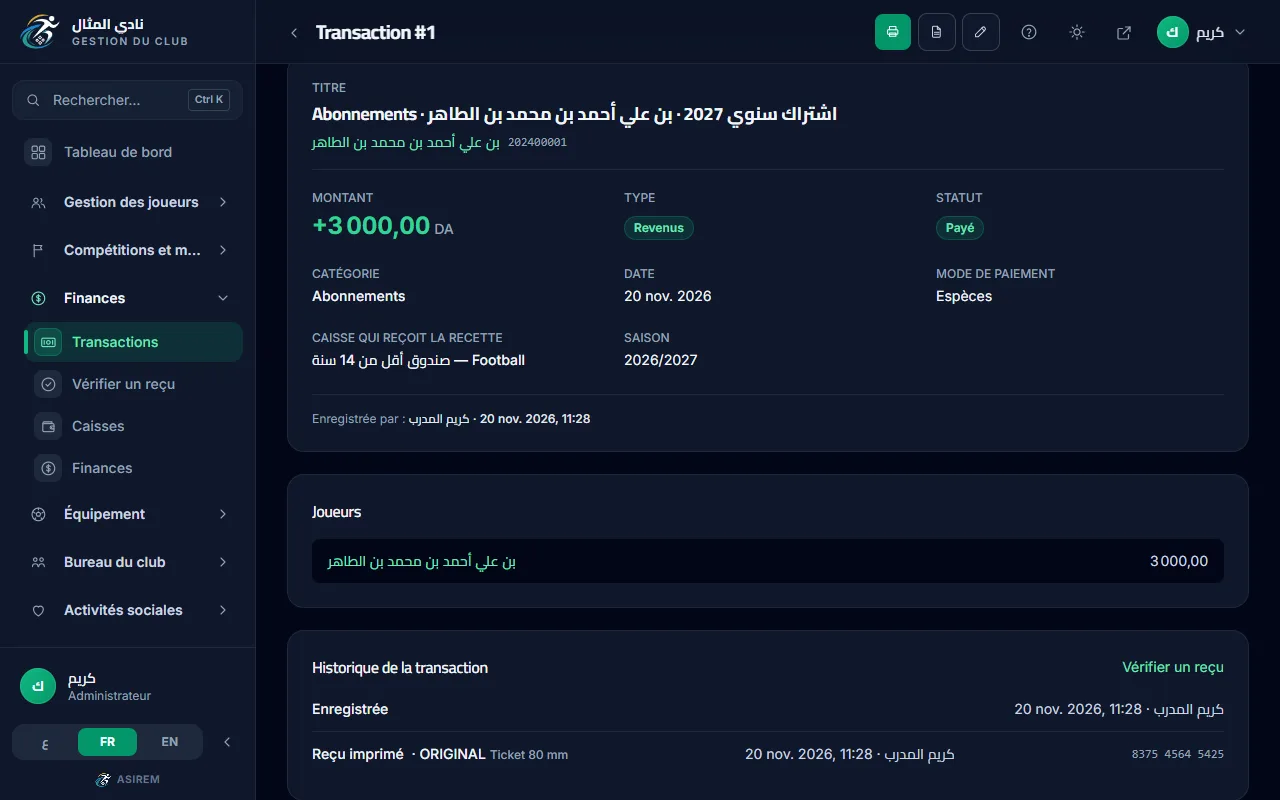 نادي المثال
GESTION DU CLUB
Rechercher...
Ctrl K
Tableau de bord
Gestion des joueurs
Compétitions et m...
Finances
Transactions
Vérifier un reçu
Caisses
Finances
Équipement
Bureau du club
Activités sociales
ك
كريم
Administrateur
ع
FR
EN
ASIREM
Transaction #1
ك
كريم
TITRE
Abonnements · اشتراك سنوي 2027 · بن علي أحمد بن محمد بن الطاهر
بن علي أحمد بن محمد بن الطاهر 202400001
MONTANT
+3 000,00 DA
TYPE
Revenus
STATUT
Payé
CATÉGORIE
Abonnements
DATE
20 nov. 2026
MODE DE PAIEMENT
Espèces
CAISSE QUI REÇOIT LA RECETTE
صندوق أقل من 14 سنة — Football
SAISON
2026/2027
Enregistrée par : كريم المدرب · 20 nov. 2026, 11:28
Joueurs
بن علي أحمد بن محمد بن الطاهر
3 000,00
Historique de la transaction
Vérifier un reçu
Enregistrée
20 nov. 2026, 11:28 · كريم المدرب
Reçu imprimé · ORIGINAL Ticket 80 mm
20 nov. 2026, 11:28 · كريم المدرب
8375 4564 5425